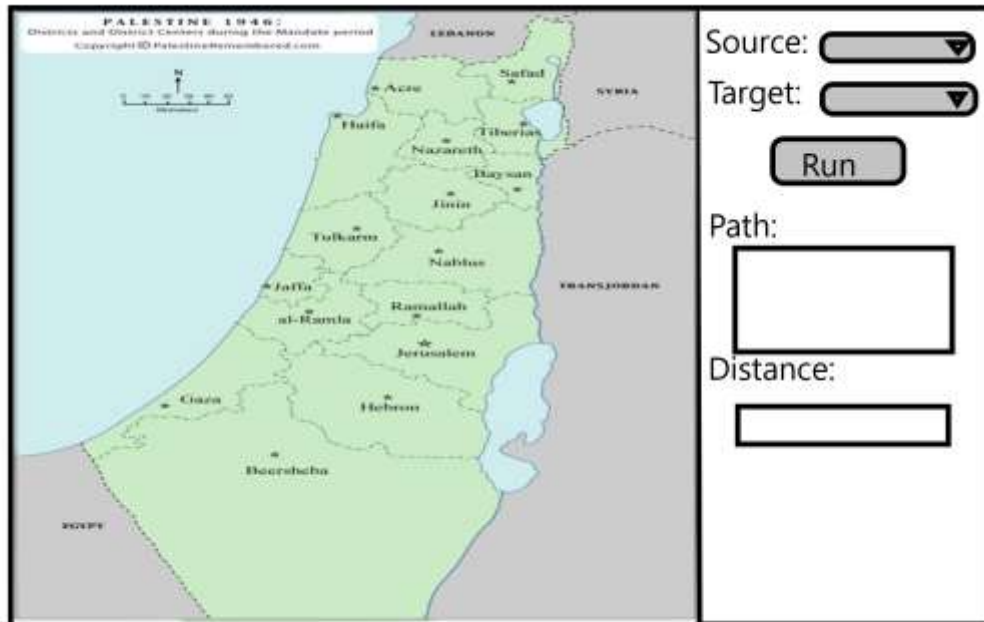 PALESTINE 1946:
Districts and District Centers during the Mandate period
Copyright © PalestineRemembered.com
N
LEBANON
Safad
Acre
SYRIA
Haifa
Tiberias
Nazareth
Baysan
Jinin
Tulkarm
Nablus
Jaffa
TRANSJORDAN
Ramallah
al-Ramla
Jerusalem
Gaza
Hebron
Beersheba
EGYPT
Source:
Target:
Run
Path:
Distance: